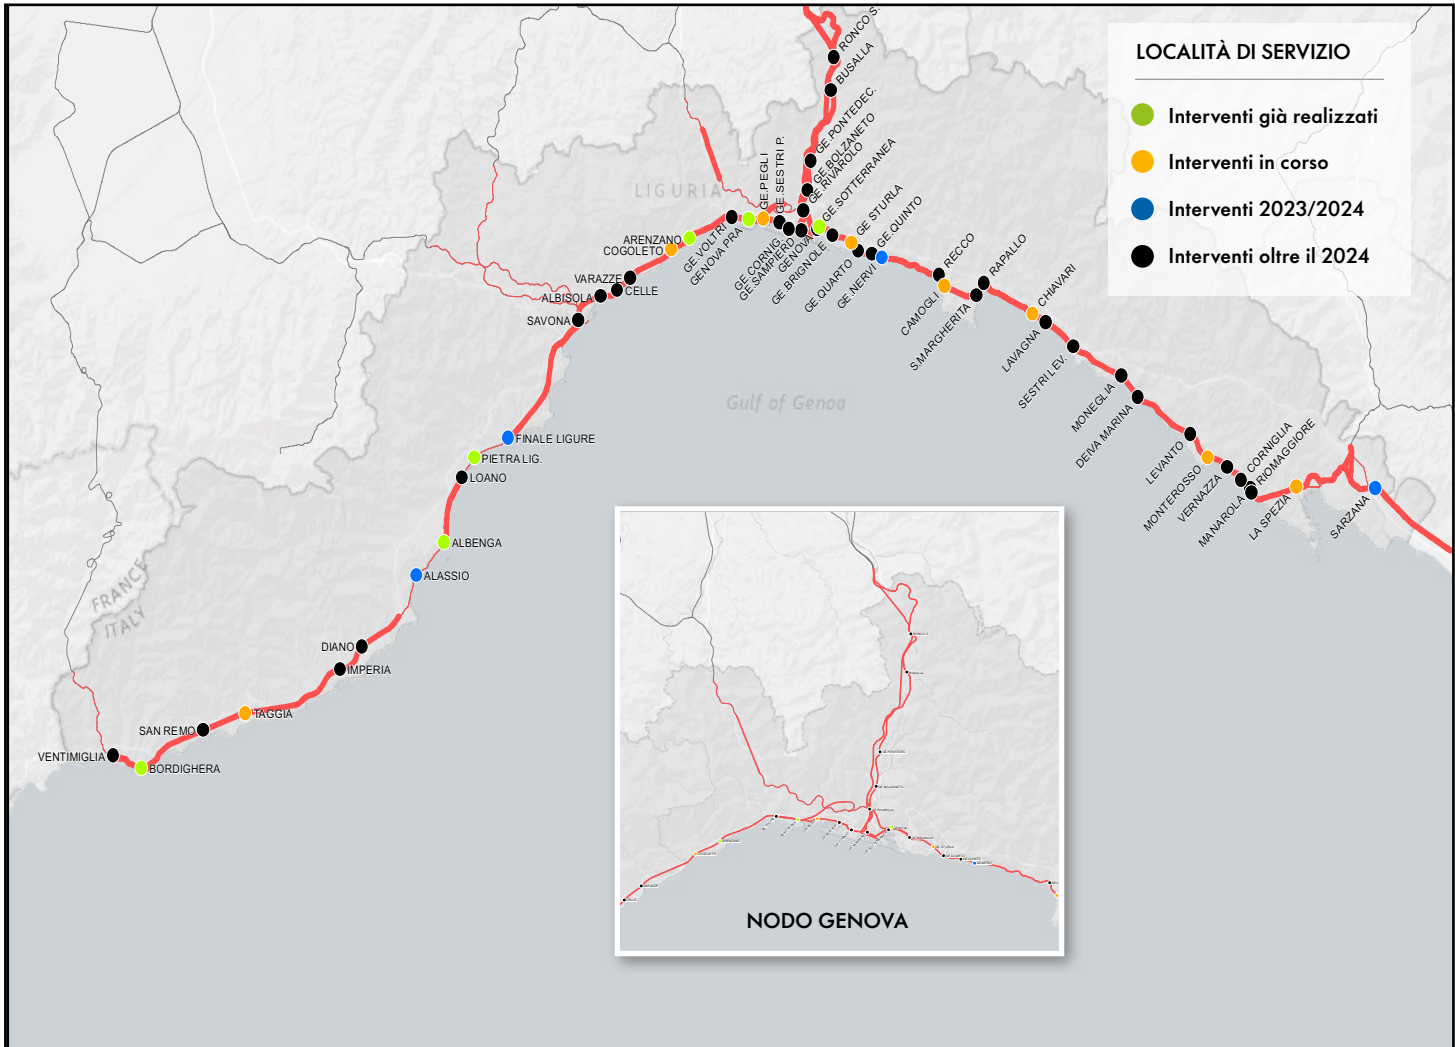 LOCALITÀ DI SERVIZIO
Interventi già realizzati
Interventi in corso
Interventi 2023/2024
Interventi oltre il 2024
RONCO S.
BUSALLA
GE.PONTEDEC.
GE.BOLZANETO
GE.RIVAROLO
GE.SOTTERRANEA
GE.PEGLI
GE.SESTRI P.
LIGURIA
GE STURLA
GE.QUINTO
ARENZANO
COGOLETO
GE.VOLTRI
GENOVA PRA
GE.CORNIG.
GE.SAMPIERD
GENOVA
GE.BRIGNOLE
GE.QUARTO
GE.NERVI
RECCO
RAPALLO
CAMOGLI
S.MARGHERITA
CHIAVARI
LAVAGNA
SESTRI LEV.
VARAZZE
CELLE
ALBISOLA
SAVONA
MONEGLIA
DEIVA MARINA
Gulf of Genoa
LEVANTO
MONTEROSSO
VERNAZZA
CORNIGLIA
RIOMAGGIORE
MANAROLA
LA SPEZIA
SARZANA
FINALE LIGURE
PIETRA LIG.
LOANO
ALBENGA
ALASSIO
FRANCE
ITALY
DIANO
IMPERIA
TAGGIA
SAN REMO
VENTIMIGLIA
BORDIGHERA
NODO GENOVA